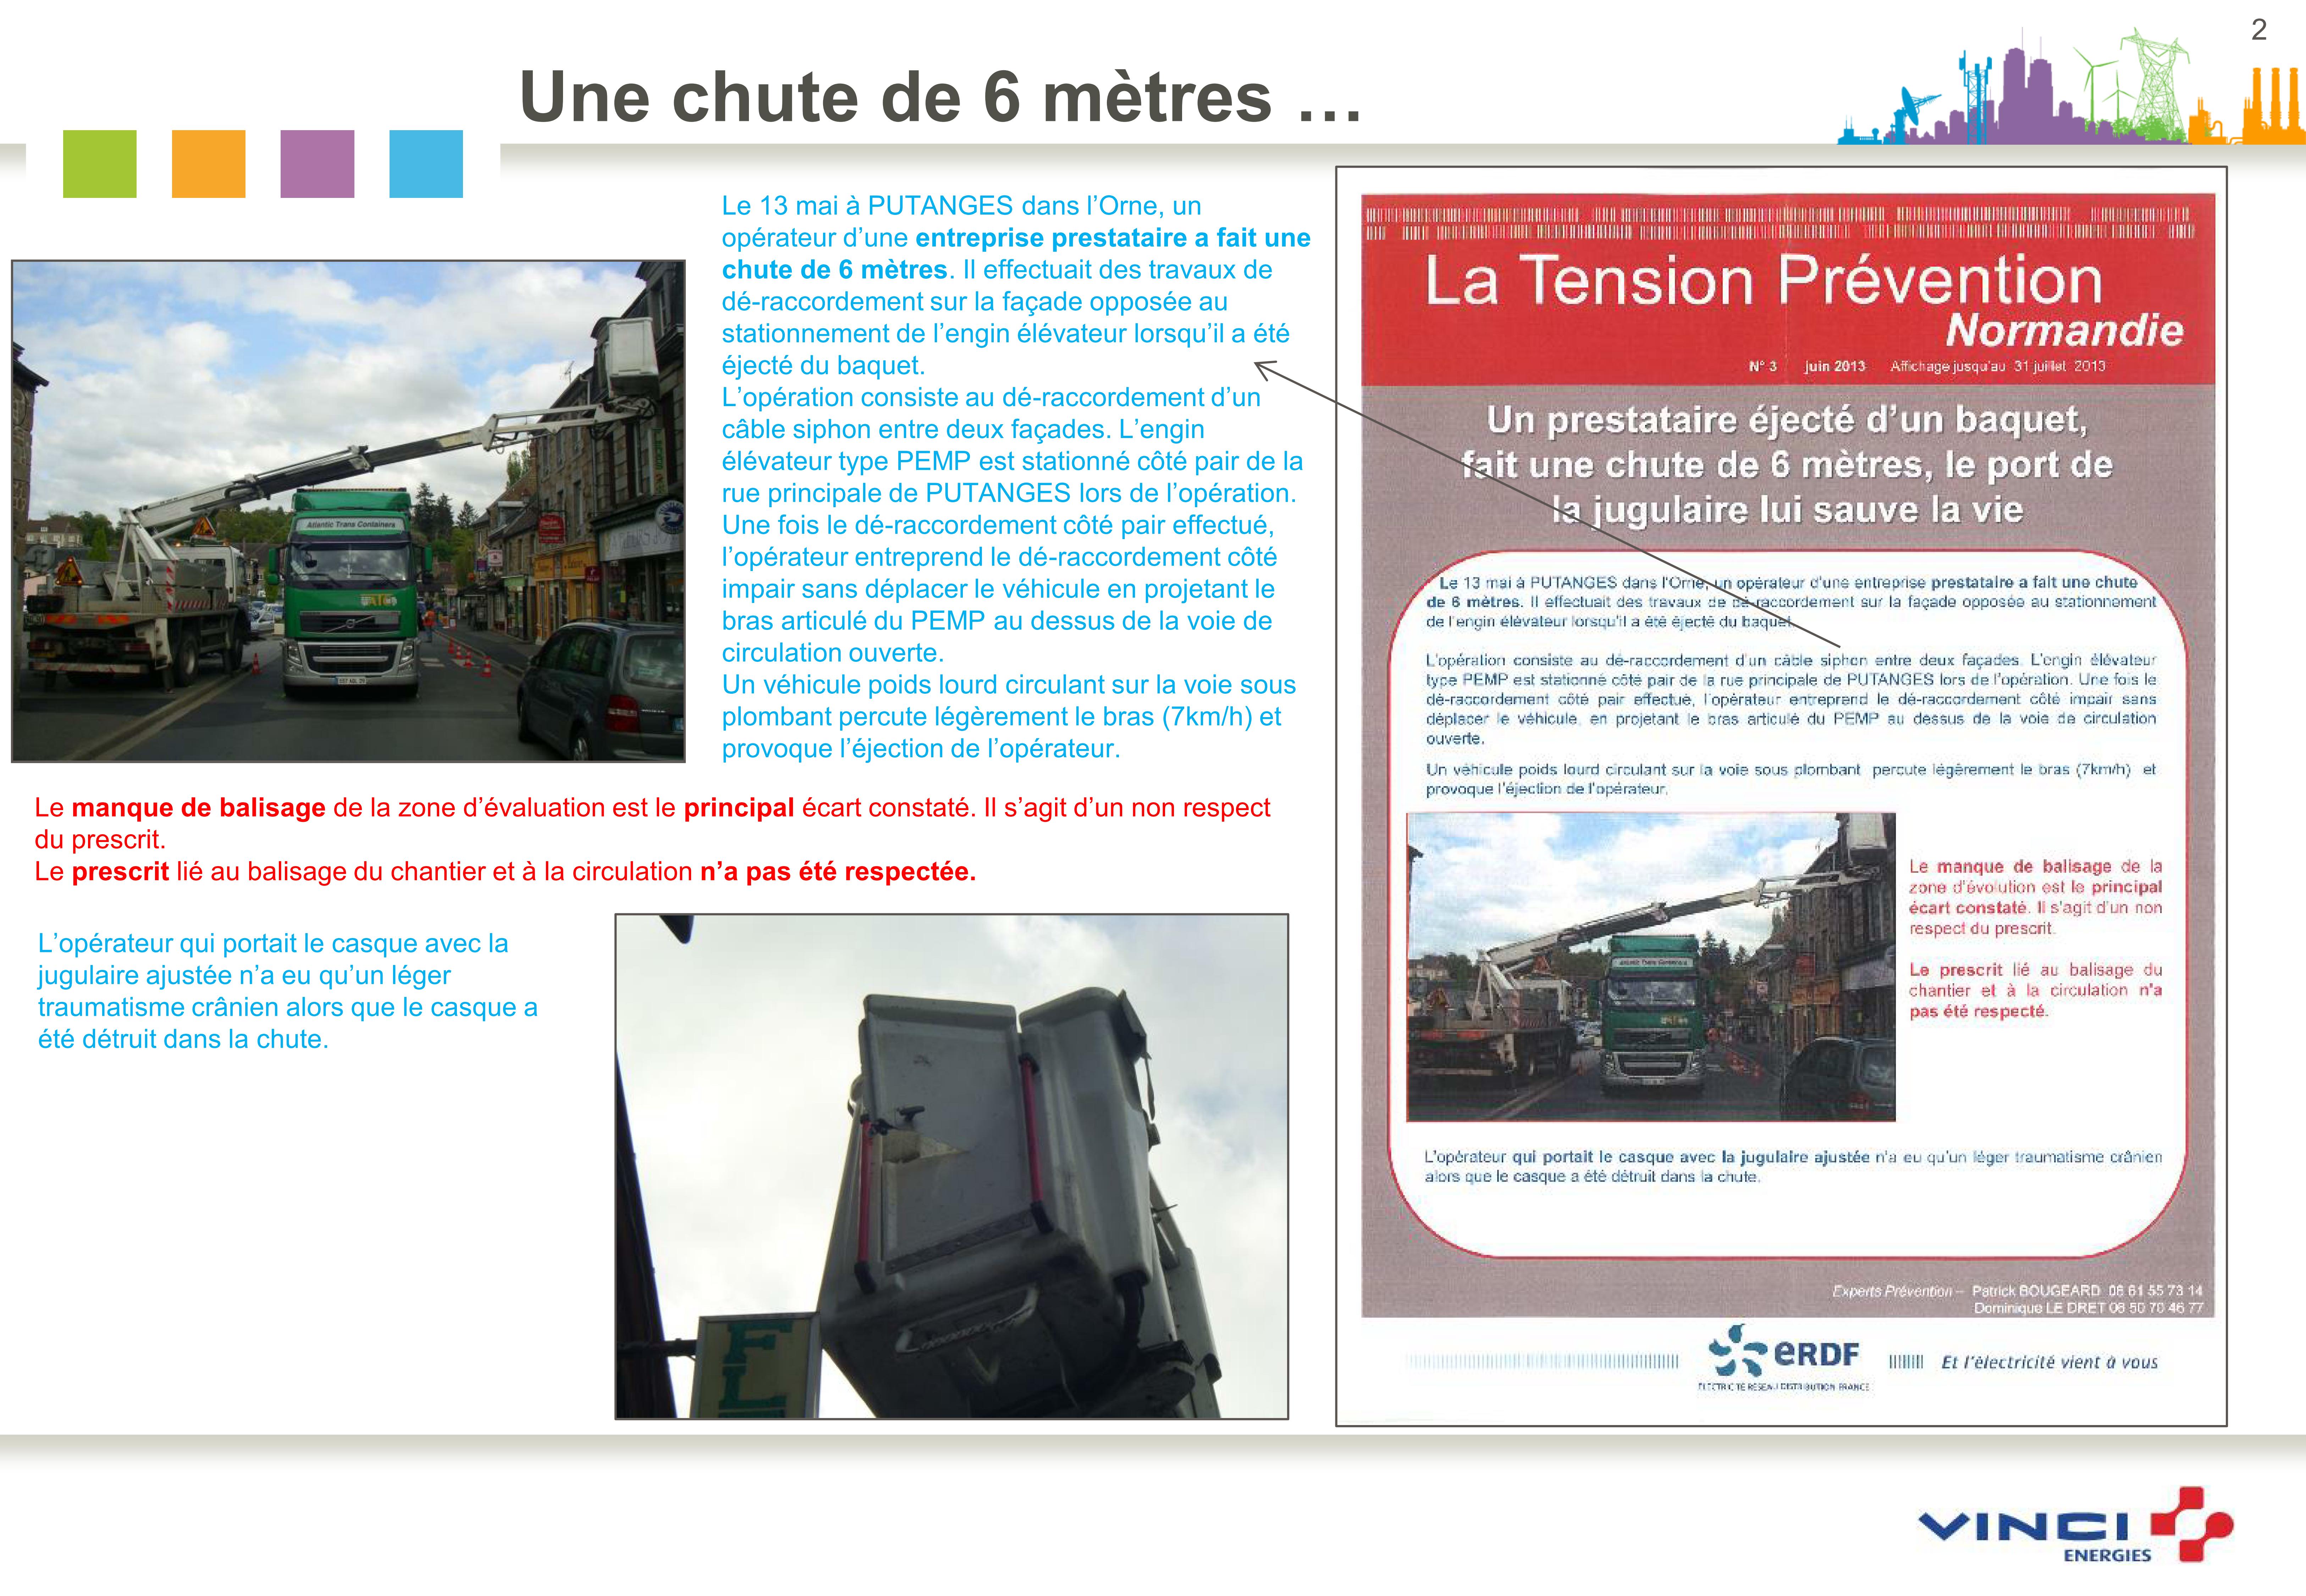 2
Une chute de 6 mètres …
Le 13 mai à PUTANGES dans l’Orne, un
opérateur d’une entreprise prestataire a fait une
chute de 6 mètres. Il effectuait des travaux de
dé-raccordement sur la façade opposée au
stationnement de l’engin élévateur lorsqu’il a été
éjecté du baquet.
L’opération consiste au dé-raccordement d’un
câble siphon entre deux façades. L’engin
élévateur type PEMP est stationné côté pair de la
rue principale de PUTANGES lors de l’opération.
Une fois le dé-raccordement côté pair effectué,
l’opérateur entreprend le dé-raccordement côté
impair sans déplacer le véhicule en projetant le
bras articulé du PEMP au dessus de la voie de
circulation ouverte.
Un véhicule poids lourd circulant sur la voie sous
plombant percute légèrement le bras (7km/h) et
provoque l’éjection de l’opérateur.
Atlantic Trans Containers
Le manque de balisage de la zone d’évaluation est le principal écart constaté. Il s’agit d’un non respect
du prescrit.
Le prescrit lié au balisage du chantier et à la circulation n’a pas été respectée.
L’opérateur qui portait le casque avec la
jugulaire ajustée n’a eu qu’un léger
traumatisme crânien alors que le casque a
été détruit dans la chute.
La Tension Prévention
Normandie
N° 3 juin 2013 Affichage jusqu'au 31 juillet 2013
Un prestataire éjecté d’un baquet,
fait une chute de 6 mètres, le port de
la jugulaire lui sauve la vie
Le 13 mai à PUTANGES dans l'Orne, un opérateur d'une entreprise prestataire a fait une chute
de 6 mètres. Il effectuait des travaux de dé-raccordement sur la façade opposée au stationnement
de l'engin élévateur lorsqu'il a été éjecté du baquet
L'opération consiste au dé-raccordement d'un câble siphon entre deux façades. L'engin élévateur
type PEMP est stationné côté pair de la rue principale de PUTANGES lors de l'opération. Une fois le
dé-raccordement côté pair effectué, l'opérateur entreprend le dé-raccordement côté impair sans
déplacer le véhicule, en projetant le bras articulé du PEMP au dessus de la voie de circulation
ouverte.
Un véhicule poids lourd circulant sur la voie sous plombant percute légèrement le bras (7km/h) et
provoque l'éjection de l'opérateur.
Le manque de balisage de la
zone d'évolution est le principal
écart constaté. Il s'agit d'un non
respect du prescrit.
Le prescrit lié au balisage du
chantier et à la circulation n'a
pas été respecté.
Atlantic Trans Containers
L'opérateur qui portait le casque avec la jugulaire ajustée n'a eu qu'un léger traumatisme crânien
alors que le casque a été détruit dans la chute.
Experts Prévention – Patrick BOUGEARD 06 61 55 73 14
Dominique LE DRET 06 50 70 46 77
eRDF
ELECTRICITE RESEAU DISTRIBUTION FRANCE
Et l'électricité vient à vous
VINCI
ENERGIES